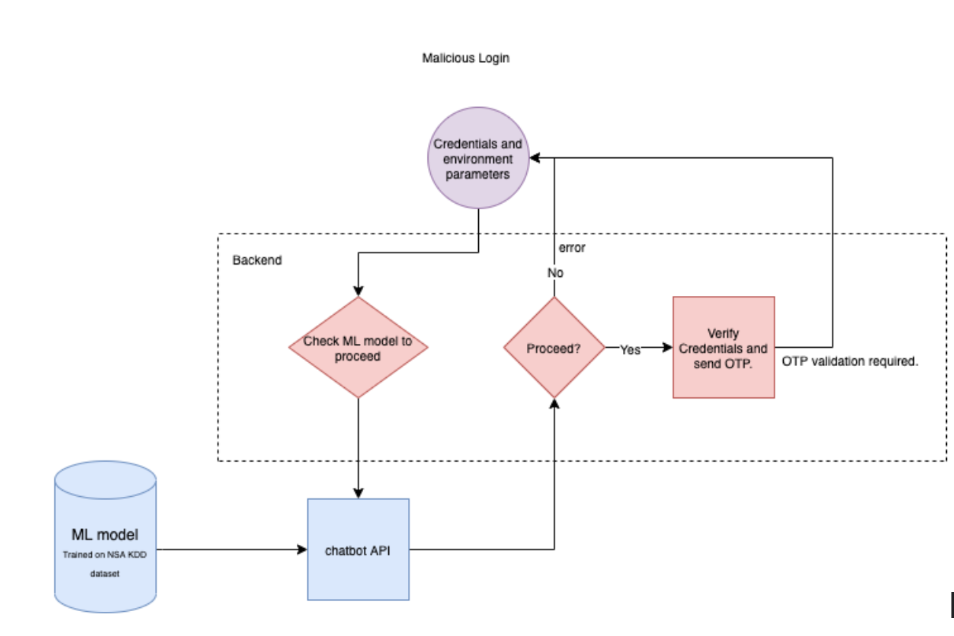 Malicious Login
Credentials and
environment
parameters
error
Backend
No
Check ML model to
proceed
Proceed?
Yes
Verify
Credentials and
send OTP.
OTP validation required.
ML model
Trained on NSA KDD
dataset
chatbot API